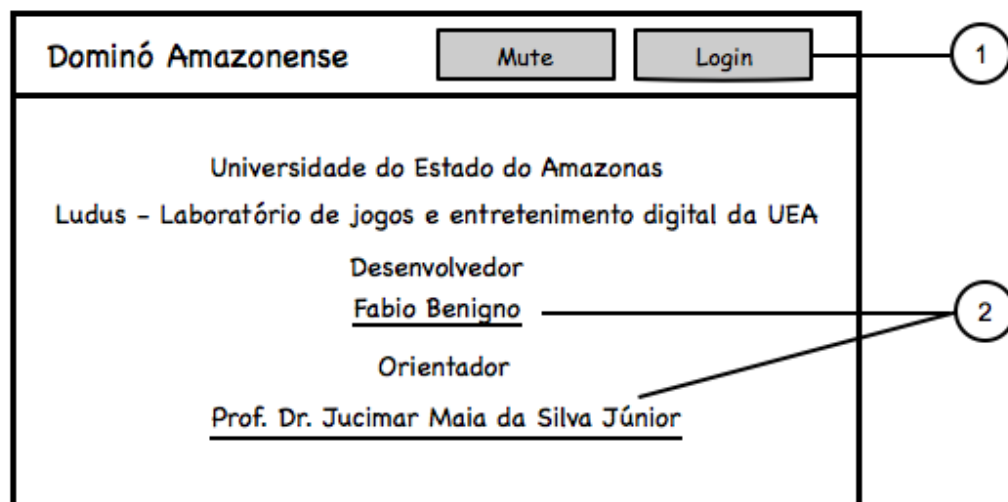 Dominó Amazonense Mute Login 1
Universidade do Estado do Amazonas
Ludus - Laboratório de jogos e entretenimento digital da UEA
Desenvolvedor
Fabio Benigno 2
Orientador
Prof. Dr. Jucimar Maia da Silva Júnior